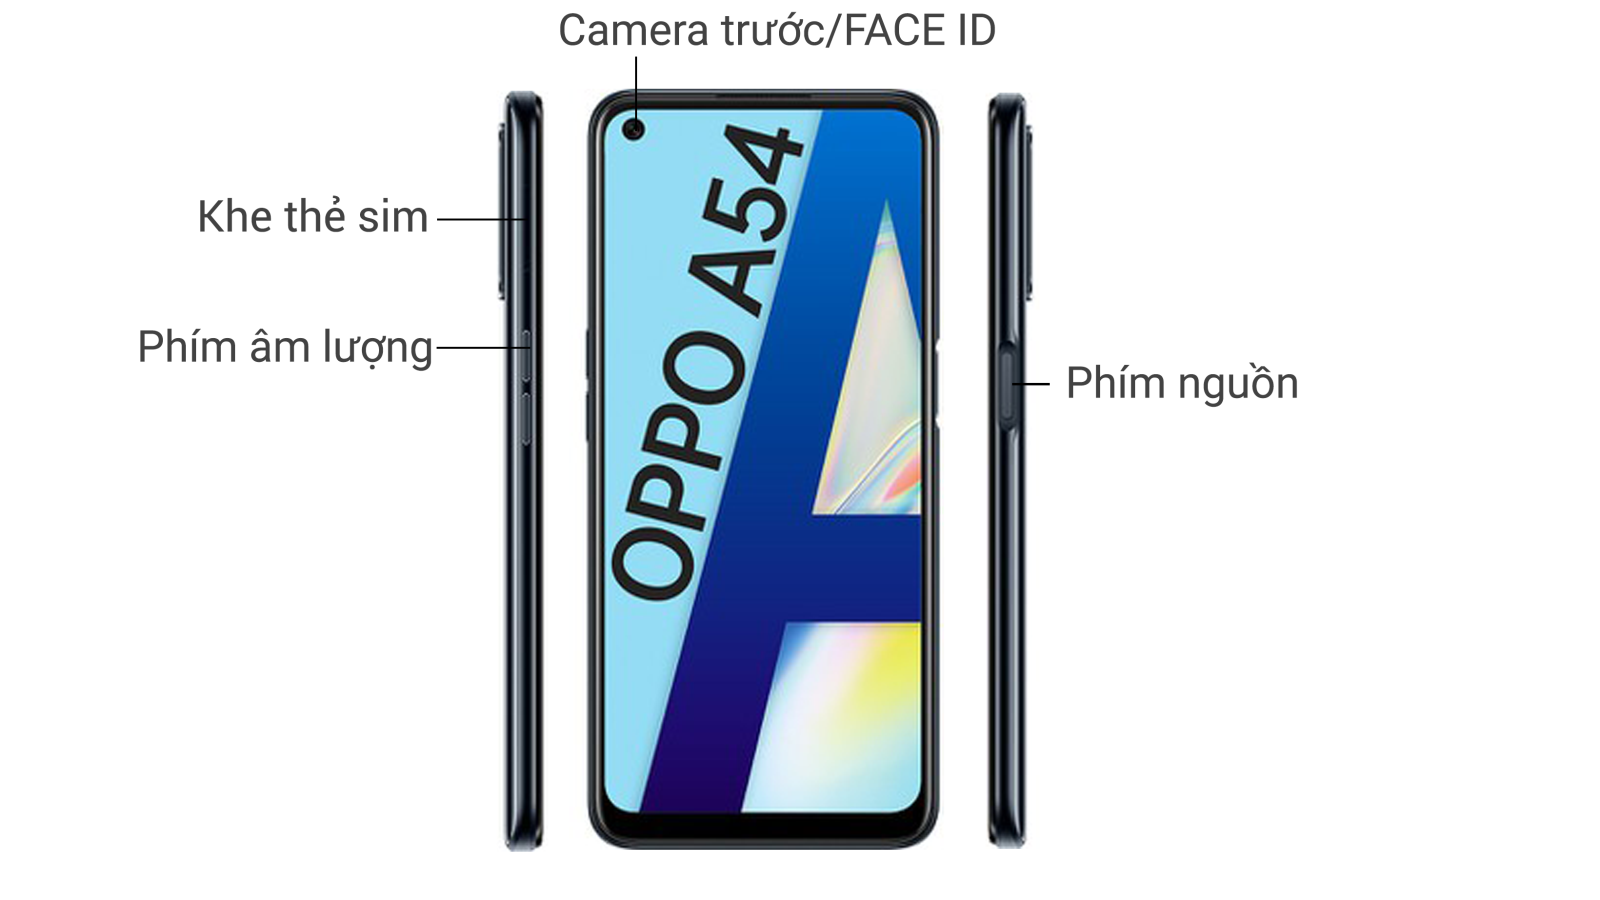 Camera trước/FACE ID
Khe thẻ sim
Phím âm lượng
Phím nguồn
OPPO A54